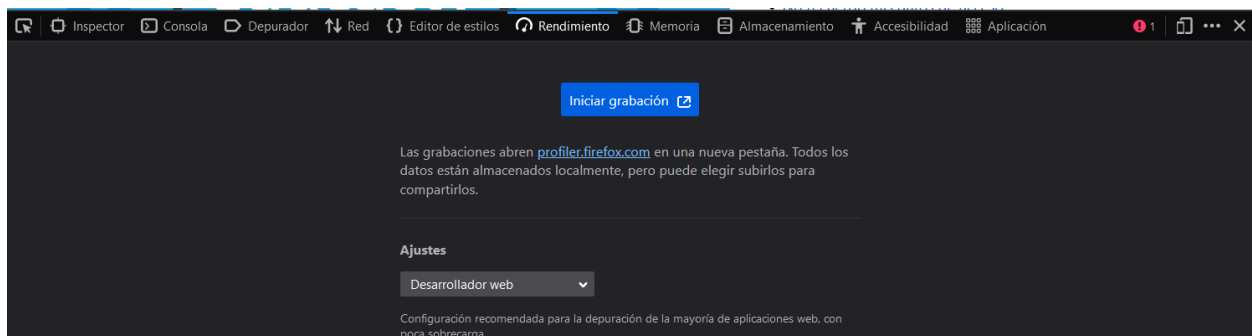 Inspector Consola Depurador Red Editor de estilos Rendimiento Memoria Almacenamiento Accesibilidad Aplicación 1
Iniciar grabación
Las grabaciones abren profiler.firefox.com en una nueva pestaña. Todos los
datos están almacenados localmente, pero puede elegir subirlos para
compartirlos.
Ajustes
Desarrollador web
Configuración recomendada para la depuración de la mayoría de aplicaciones web, con
poca sobrecarga.